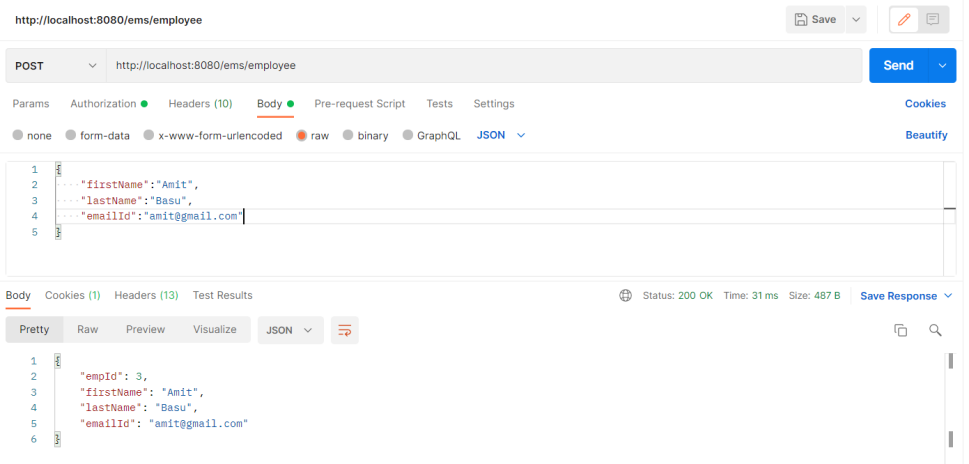 http://localhost:8080/ems/employee Save
POST http://localhost:8080/ems/employee Send
Params Authorization Headers (10) Body Pre-request Script Tests Settings Cookies
none form-data x-www-form-urlencoded raw binary GraphQL JSON Beautify
1 {
2 ····"firstName":"Amit",
3 ····"lastName":"Basu",
4 ····"emailId":"amit@gmail.com"
5 }
Body Cookies (1) Headers (13) Test Results Status: 200 OK Time: 31 ms Size: 487 B Save Response
Pretty Raw Preview Visualize JSON
1 {
2 "empId": 3,
3 "firstName": "Amit",
4 "lastName": "Basu",
5 "emailId": "amit@gmail.com"
6 }